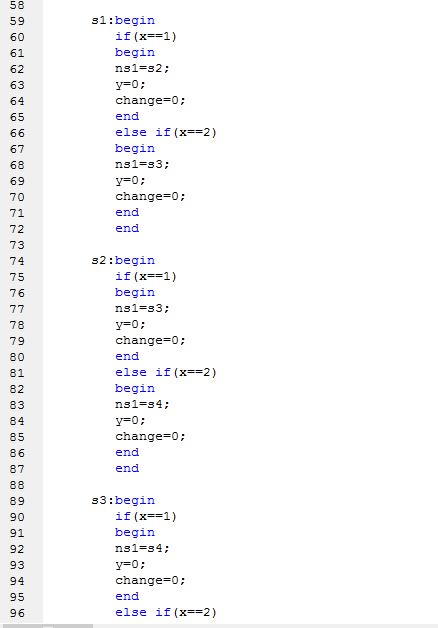 58
59 s1:begin
60 if(x==1)
61 begin
62 ns1=s2;
63 y=0;
64 change=0;
65 end
66 else if(x==2)
67 begin
68 ns1=s3;
69 y=0;
70 change=0;
71 end
72 end
73
74 s2:begin
75 if(x==1)
76 begin
77 ns1=s3;
78 y=0;
79 change=0;
80 end
81 else if(x==2)
82 begin
83 ns1=s4;
84 y=0;
85 change=0;
86 end
87 end
88
89 s3:begin
90 if(x==1)
91 begin
92 ns1=s4;
93 y=0;
94 change=0;
95 end
96 else if(x==2)